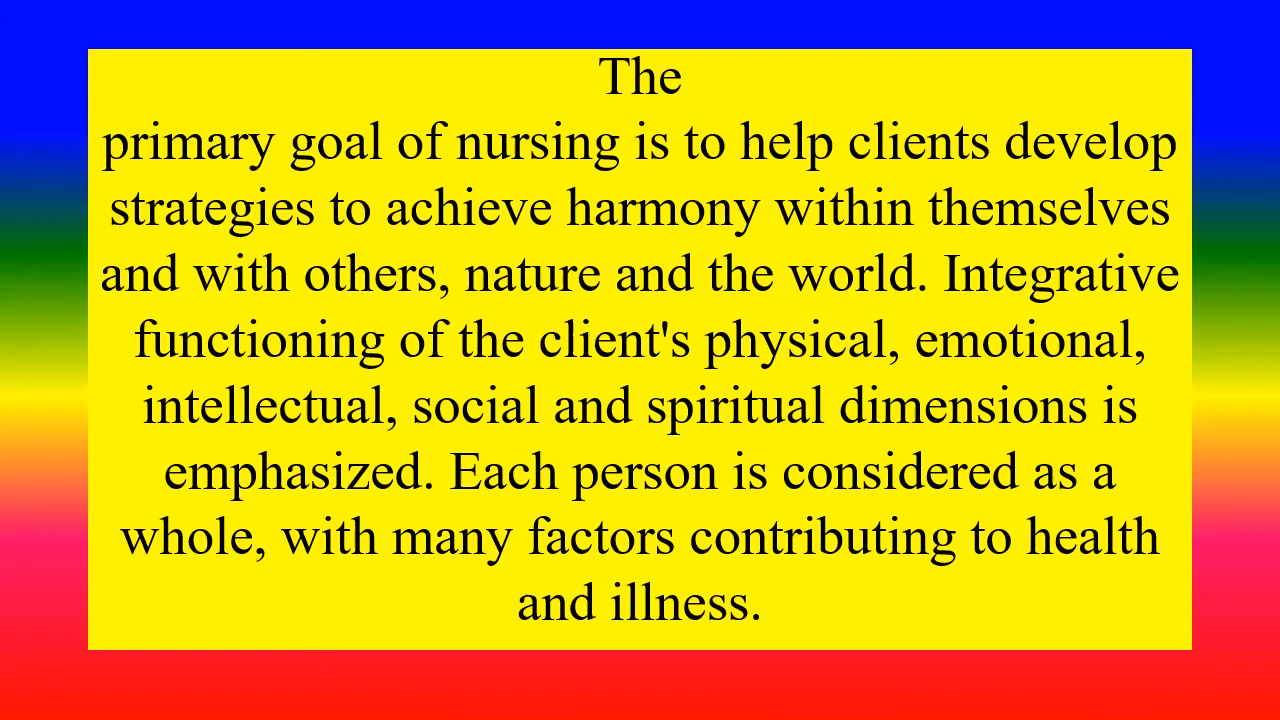 The
primary goal of nursing is to help clients develop
strategies to achieve harmony within themselves
and with others, nature and the world. Integrative
functioning of the client's physical, emotional,
intellectual, social and spiritual dimensions is
emphasized. Each person is considered as a
whole, with many factors contributing to health
and illness.